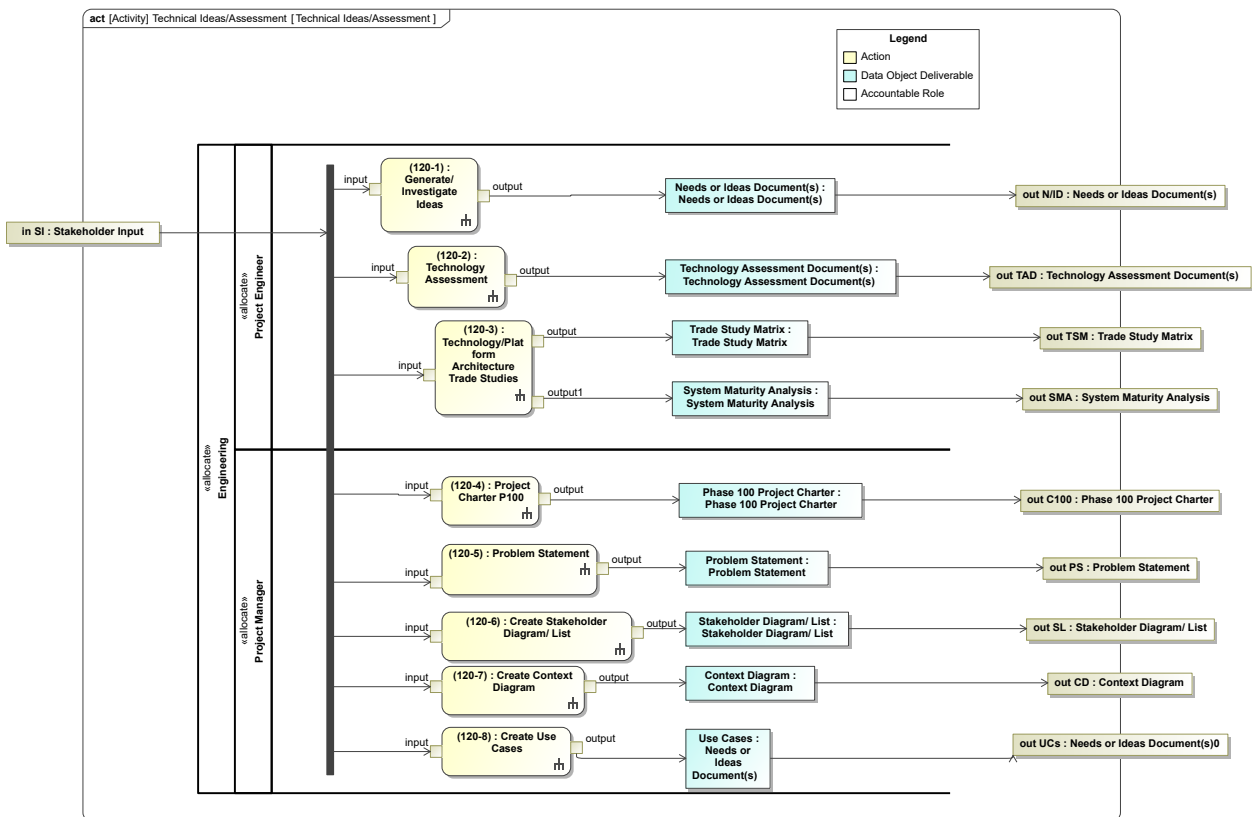 act [Activity] Technical Ideas/Assessment [ Technical Ideas/Assessment ]
Legend
Action
Data Object Deliverable
Accountable Role
in SI : Stakeholder Input
«allocate»
Engineering
«allocate»
Project Engineer
input
(120-1) :
Generate/
Investigate
Ideas
output
Needs or Ideas Document(s) :
Needs or Ideas Document(s)
out N/ID : Needs or Ideas Document(s)
input
(120-2) :
Technology
Assessment
output
Technology Assessment Document(s) :
Technology Assessment Document(s)
out TAD : Technology Assessment Document(s)
input
(120-3) :
Technology/Plat
form
Architecture
Trade Studies
output
Trade Study Matrix :
Trade Study Matrix
out TSM : Trade Study Matrix
output1
System Maturity Analysis :
System Maturity Analysis
out SMA : System Maturity Analysis
«allocate»
Project Manager
input
(120-4) : Project
Charter P100
output
Phase 100 Project Charter :
Phase 100 Project Charter
out C100 : Phase 100 Project Charter
input
(120-5) : Problem Statement
output
Problem Statement :
Problem Statement
out PS : Problem Statement
input
(120-6) : Create Stakeholder
Diagram/ List
output
Stakeholder Diagram/ List :
Stakeholder Diagram/ List
out SL : Stakeholder Diagram/ List
input
(120-7) : Create Context
Diagram
output
Context Diagram :
Context Diagram
out CD : Context Diagram
input
(120-8) : Create Use
Cases
output
Use Cases :
Needs or
Ideas
Document(s)
out UCs : Needs or Ideas Document(s)0